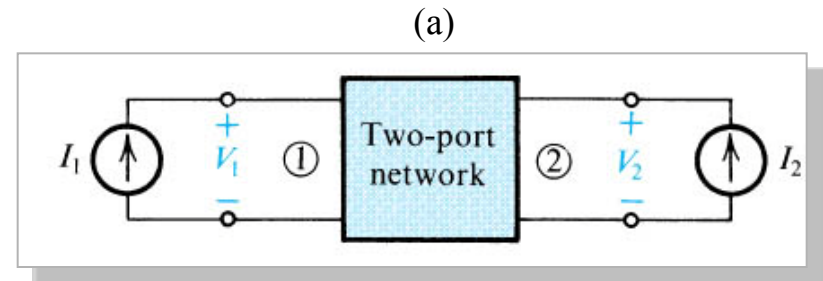 (a)
I₁
+
V₁
−
①
Two-port
network
②
+
V₂
−
I₂